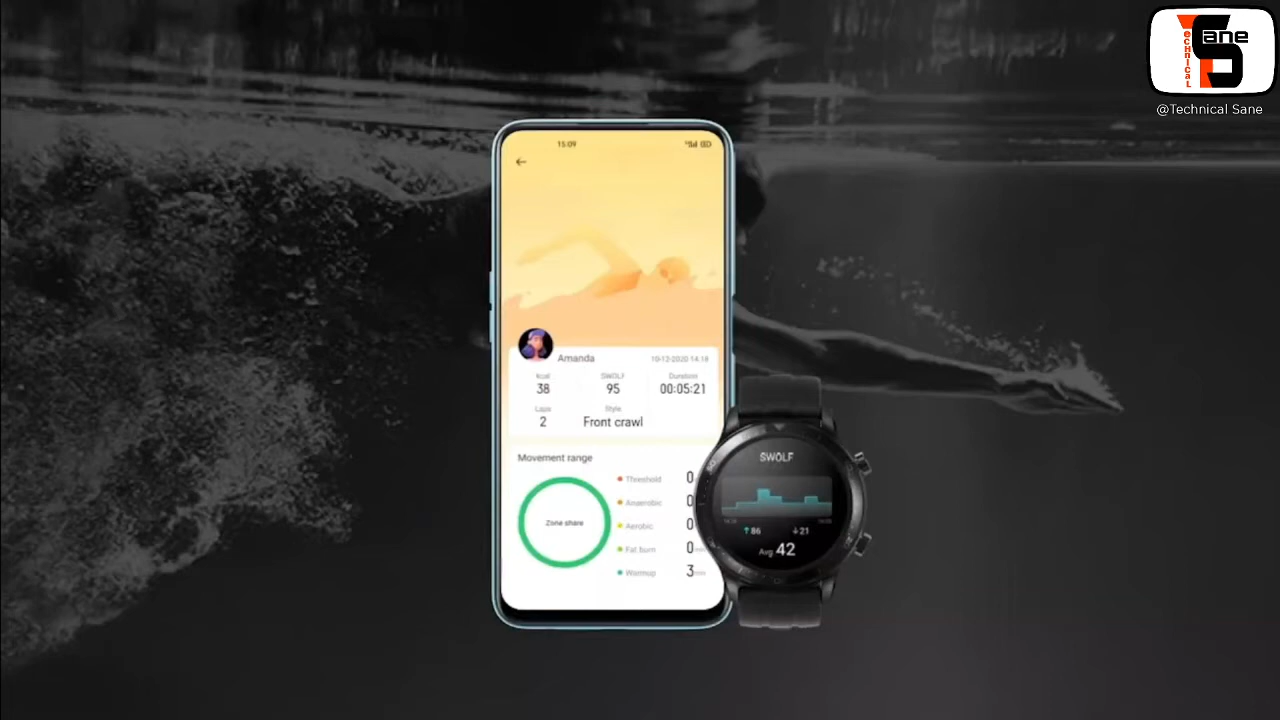 Technical
Sane
@Technical Sane
15:09
Amanda
10-12-2020 14:18
kcal
SWOLF
Duration
38
95
00:05:21
Laps
Style
2
Front crawl
Movement range
Zone share
Threshold 0
Anaerobic 0
Aerobic 0
Fat burn 0
Warmup 3
SWOLF
↑86 ↓21
Avg 42